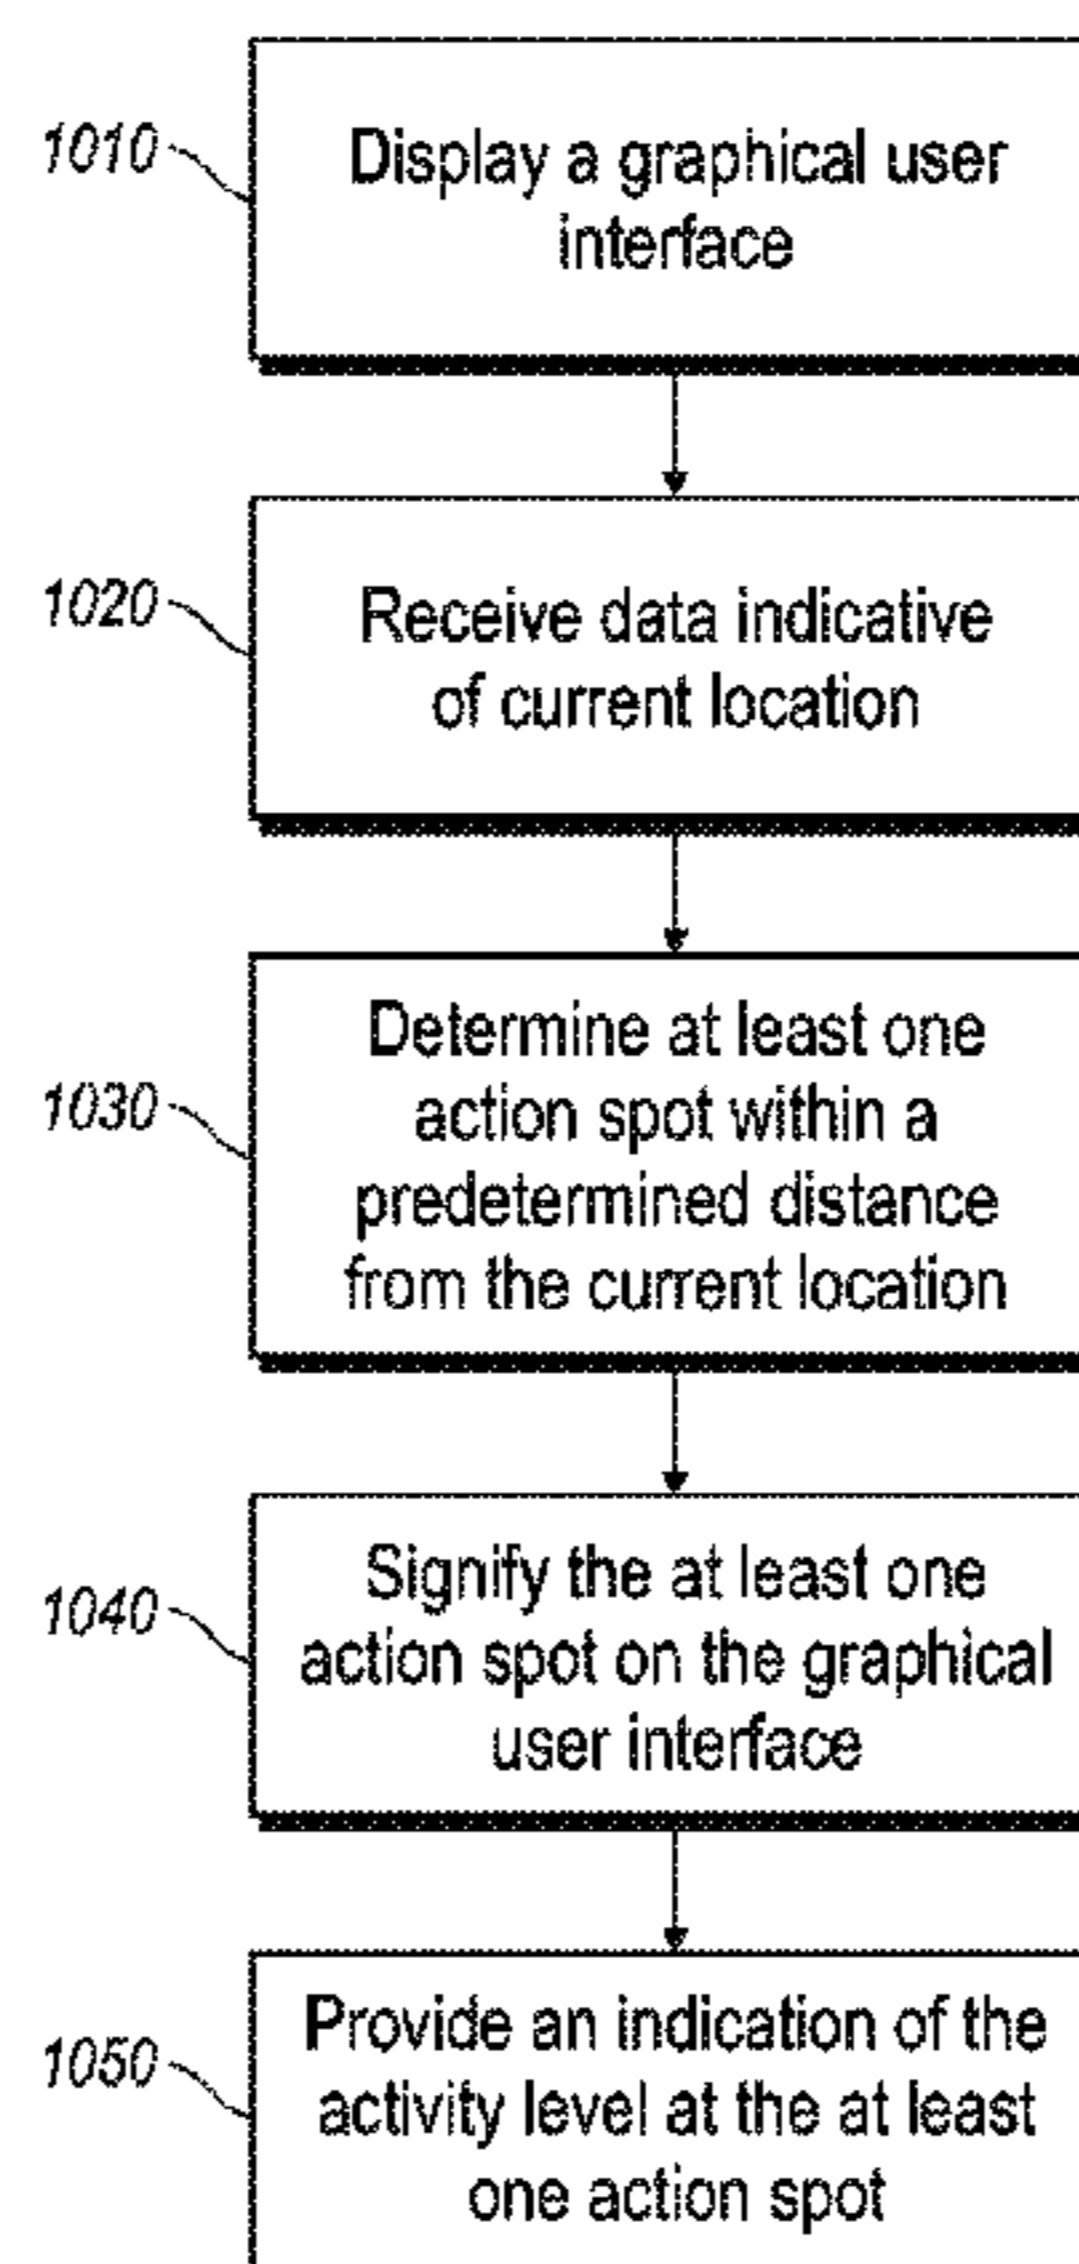 1010
Display a graphical user
interface
1020
Receive data indicative
of current location
1030
Determine at least one
action spot within a
predetermined distance
from the current location
1040
Signify the at least one
action spot on the graphical
user interface
1050
Provide an indication of the
activity level at the at least
one action spot